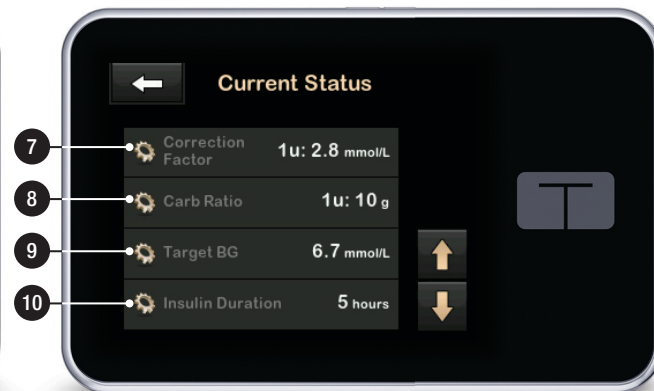 Current Status
7
Correction
Factor
1u: 2.8 mmol/L
8
Carb Ratio
1u: 10 g
9
Target BG
6.7 mmol/L
10
Insulin Duration
5 hours